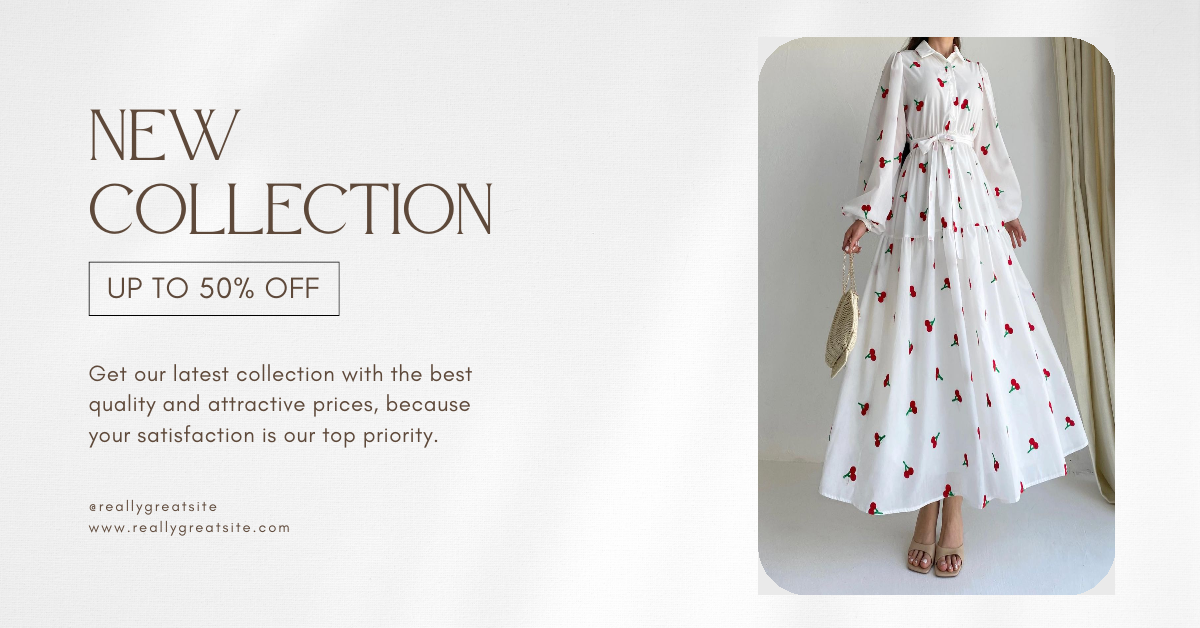 NEW
COLLECTION
UP TO 50% OFF
Get our latest collection with the best
quality and attractive prices, because
your satisfaction is our top priority.
@reallygreatsite
www.reallygreatsite.com